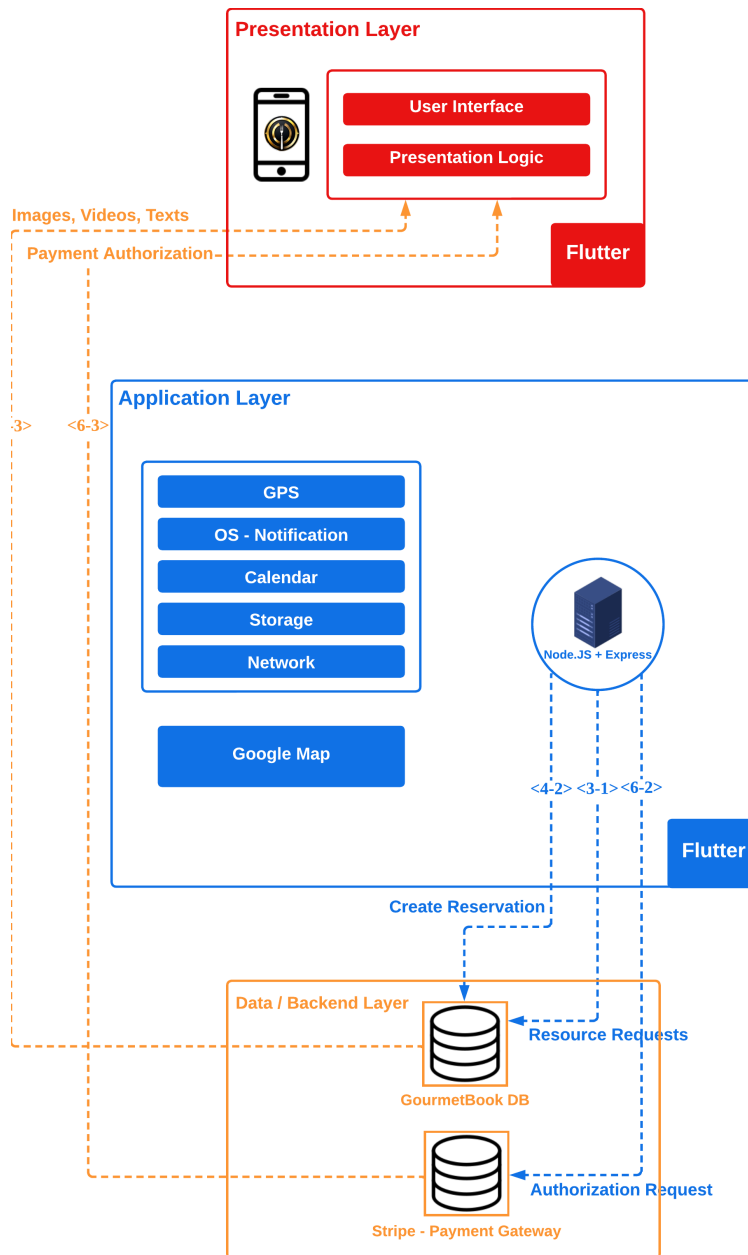 Presentation Layer
User Interface
Presentation Logic
Images, Videos, Texts
Payment Authorization
Flutter
Application Layer
-3>
<6-3>
GPS
OS - Notification
Calendar
Storage
Network
Node.JS + Express
Google Map
<4-2>
<3-1>
<6-2>
Flutter
Create Reservation
Data / Backend Layer
Resource Requests
GourmetBook DB
Authorization Request
Stripe - Payment Gateway